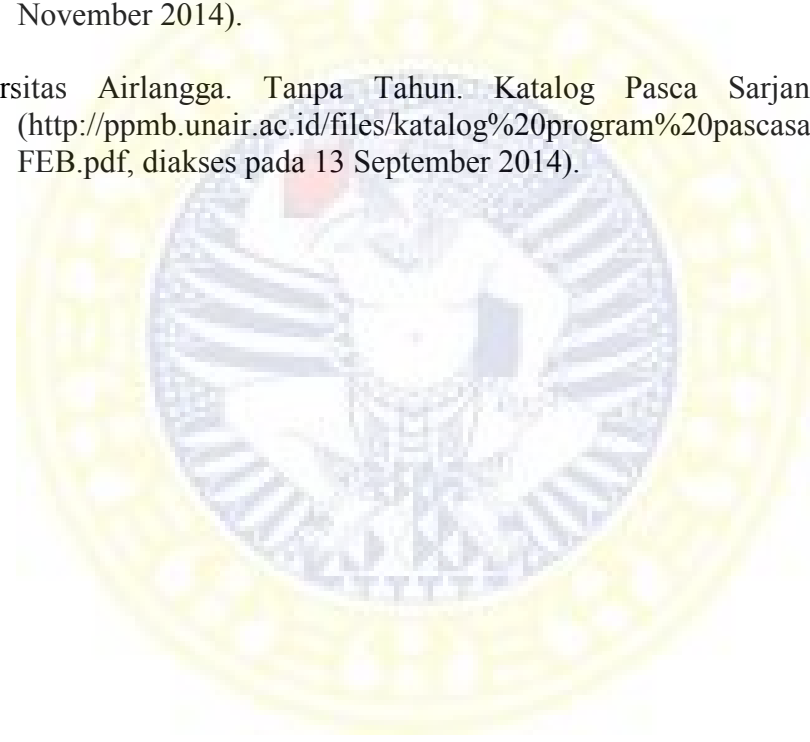 November 2014).
rsitas Airlangga. Tanpa Tahun. Katalog Pasca Sarjan
(http://ppmb.unair.ac.id/files/katalog%20program%20pascasa
FEB.pdf, diakses pada 13 September 2014).